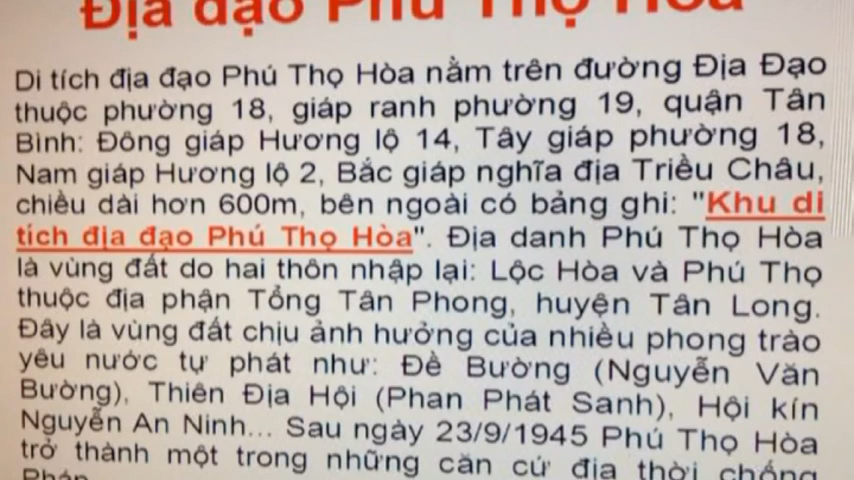 Địa đạo Phú Thọ Hòa
Di tích địa đạo Phú Thọ Hòa nằm trên đường Địa Đạo
thuộc phường 18, giáp ranh phường 19, quận Tân
Bình: Đông giáp Hương lộ 14, Tây giáp phường 18,
Nam giáp Hương lộ 2, Bắc giáp nghĩa địa Triều Châu,
chiều dài hơn 600m, bên ngoài có bảng ghi: "Khu di
tích địa đạo Phú Thọ Hòa". Địa danh Phú Thọ Hòa
là vùng đất do hai thôn nhập lại: Lộc Hòa và Phú Thọ
thuộc địa phận Tổng Tân Phong, huyện Tân Long.
Đây là vùng đất chịu ảnh hưởng của nhiều phong trào
yêu nước tự phát như: Đề Bường (Nguyễn Văn
Bường), Thiên Địa Hội (Phan Phát Sanh), Hội kín
Nguyễn An Ninh... Sau ngày 23/9/1945 Phú Thọ Hòa
trở thành một trong những căn cứ địa thời chống
Pháp